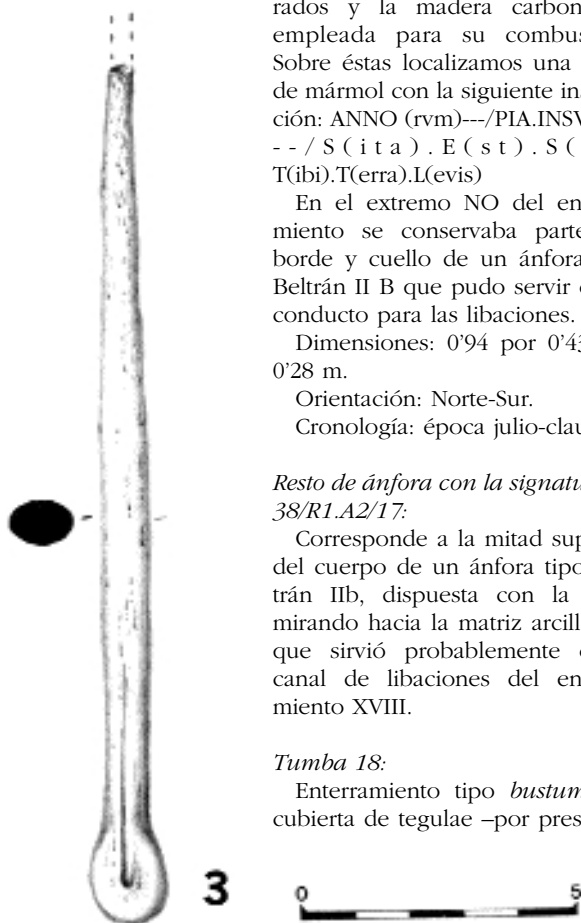 rados y la madera carbon
empleada para su combus
Sobre éstas localizamos una
de mármol con la siguiente ins
ción: ANNO (rvm)---/PIA.INSV
- - / S ( i t a ) . E ( s t ) . S (
T(ibi).T(erra).L(evis)
En el extremo NO del en
miento se conservaba parte
borde y cuello de un ánfora
Beltrán II B que pudo servir
conducto para las libaciones.
Dimensiones: 0’94 por 0’43
0’28 m.
Orientación: Norte-Sur.
Cronología: época julio-clau
Resto de ánfora con la signatu
38/R1.A2/17:
Corresponde a la mitad sup
del cuerpo de un ánfora tipo
trán IIb, dispuesta con la
mirando hacia la matriz arcill
que sirvió probablemente
canal de libaciones del en
miento XVIII.
Tumba 18:
Enterramiento tipo bustum
cubierta de tegulae –por pres
3
0 5